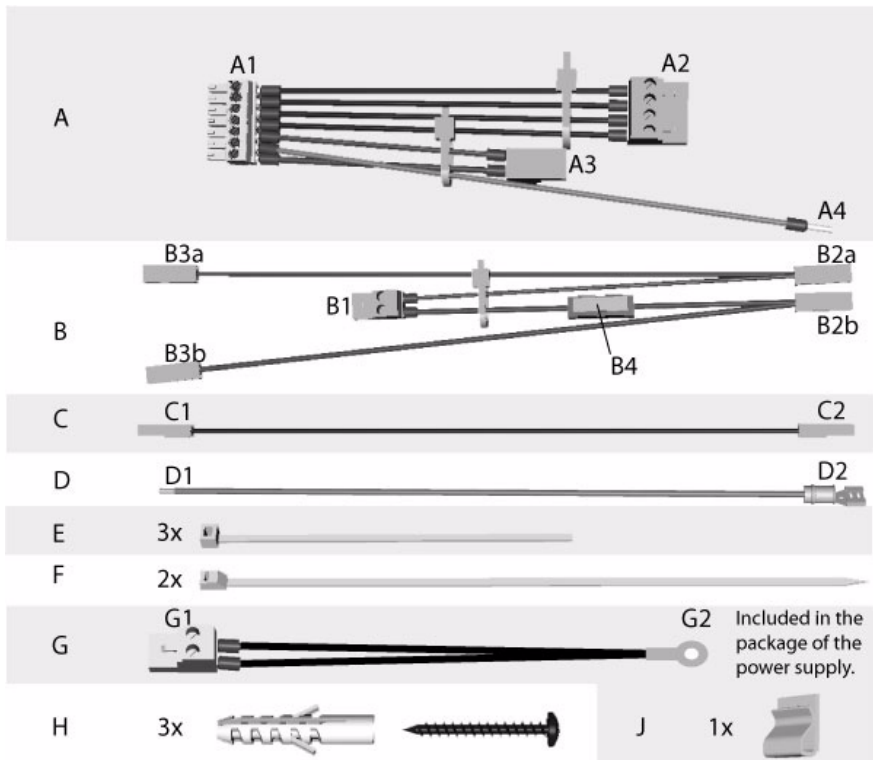 A1
A2
A
A3
A4
B3a
B2a
B1
B
B2b
B3b
B4
C
C1
C2
D
D1
D2
E
3x
F
2x
G1
G2
G
Included in the
package of the
power supply.
H
3x
J
1x